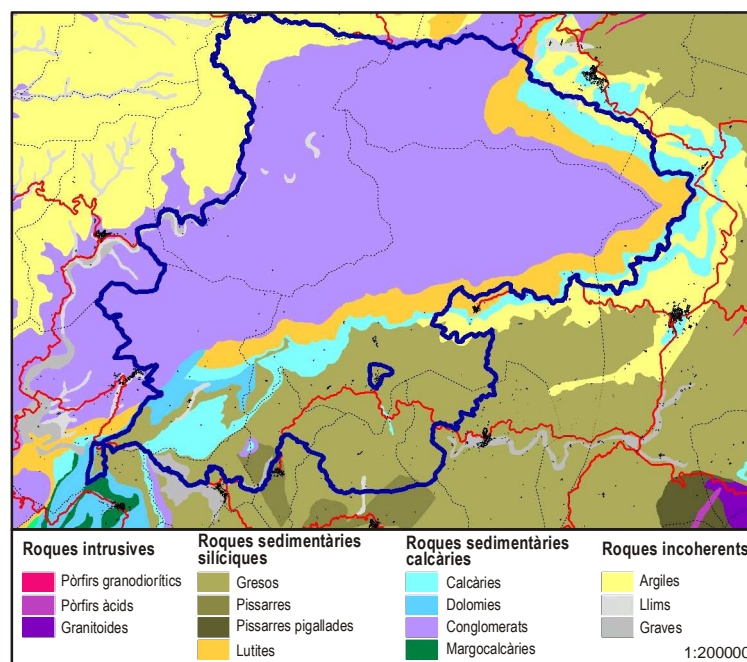 Roques intrusives
Pòrfirs granodiorítics
Pòrfirs àcids
Granitoides
Roques sedimentàries
silíciques
Gresos
Pissarres
Pissarres pigallades
Lutites
Roques sedimentàries
calcàries
Calcàries
Dolomies
Conglomerats
Margocalcàries
Roques incoherents
Argiles
Llims
Graves
1:200000